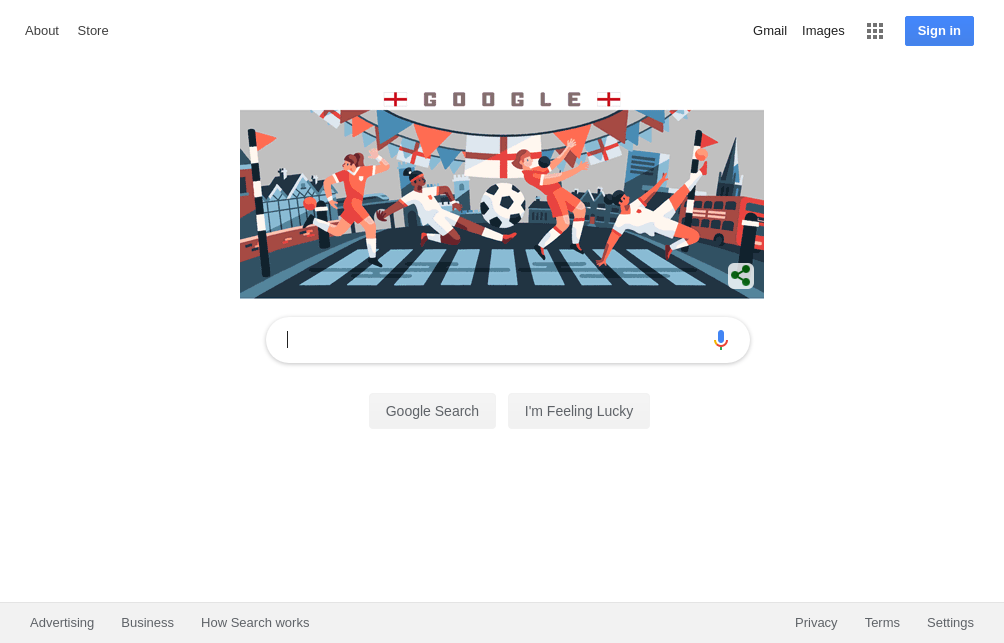 About Store Gmail Images Sign in
GOOGLE
Google Search I'm Feeling Lucky
Advertising Business How Search works Privacy Terms Settings